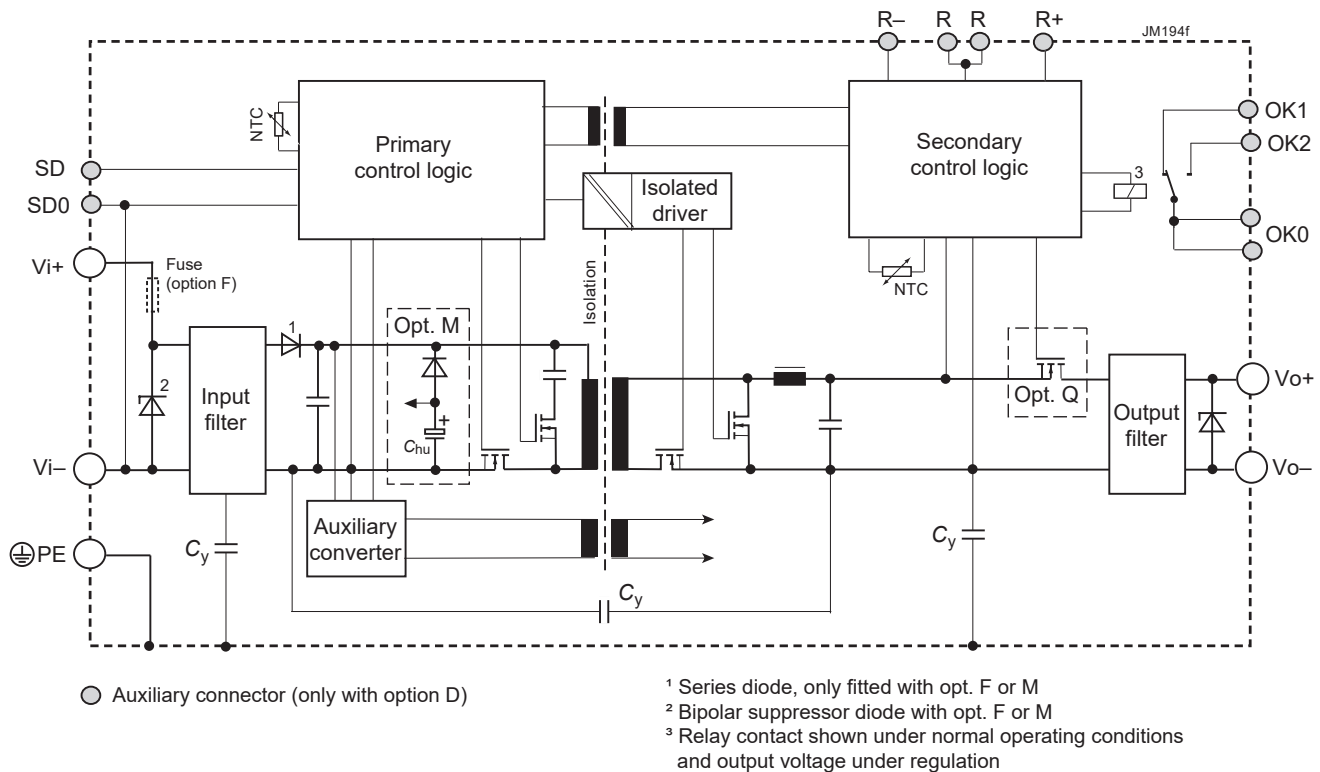 R– R R R+
JM194f
OK1
OK2
OK0
NTC
Primary
control logic
Secondary
control logic
3
SD
SD0
Isolated
driver
Vi+
Fuse
(option F)
NTC
Isolation
1
Opt. M
2
Input
filter
+
Chu
Opt. Q
Output
filter
Vo+
Vi–
Vo–
Auxiliary
converter
Cy
Cy
PE
Cy
Auxiliary connector (only with option D)
¹ Series diode, only fitted with opt. F or M
² Bipolar suppressor diode with opt. F or M
³ Relay contact shown under normal operating conditions
and output voltage under regulation